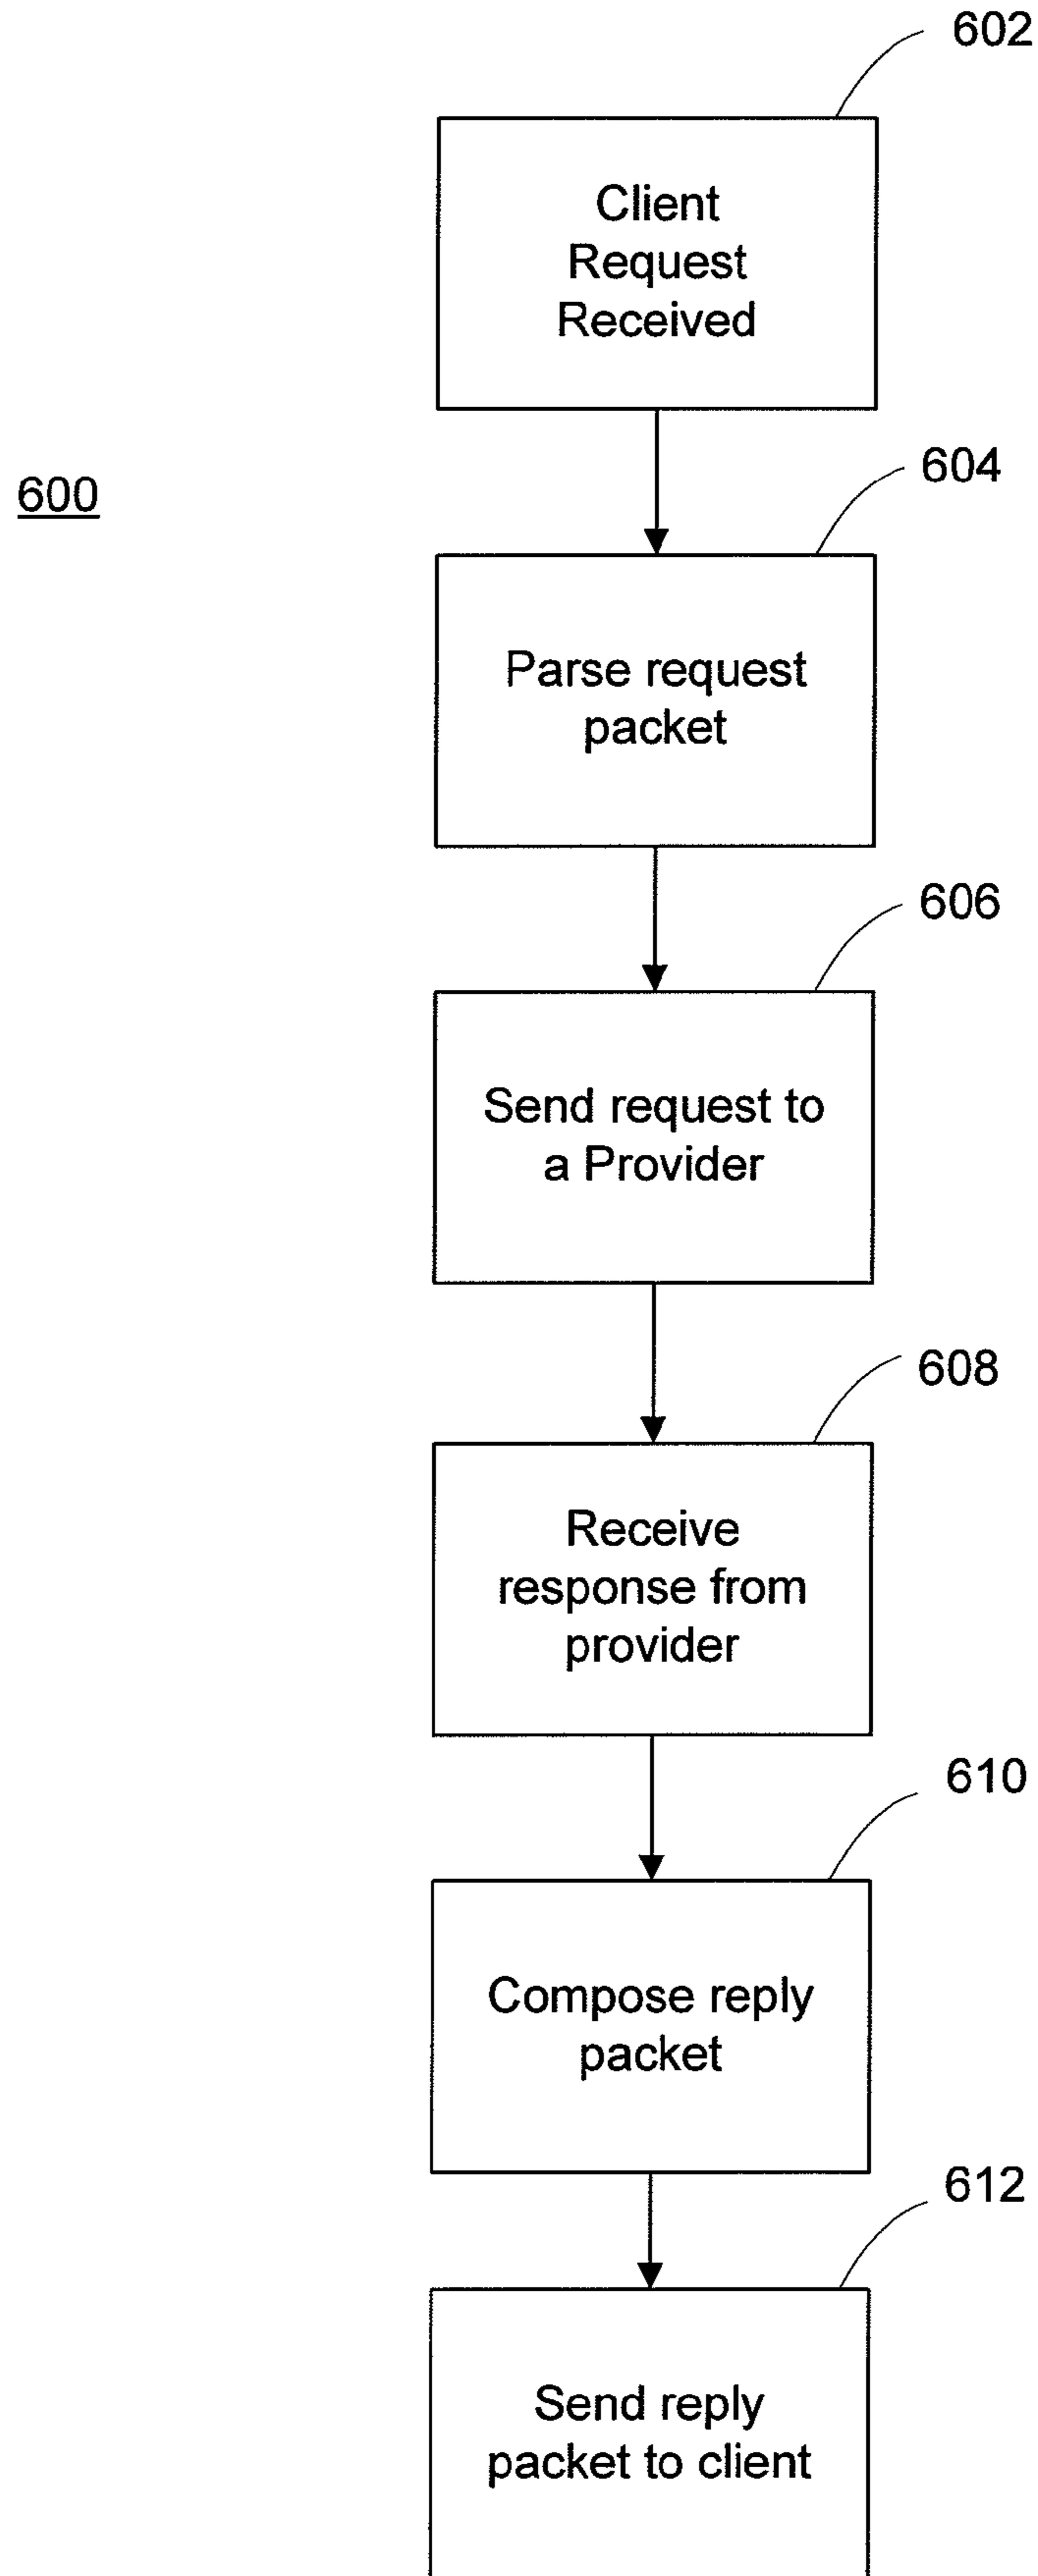 602
Client
Request
Received
600
604
Parse request
packet
606
Send request to
a Provider
608
Receive
response from
provider
610
Compose reply
packet
612
Send reply
packet to client